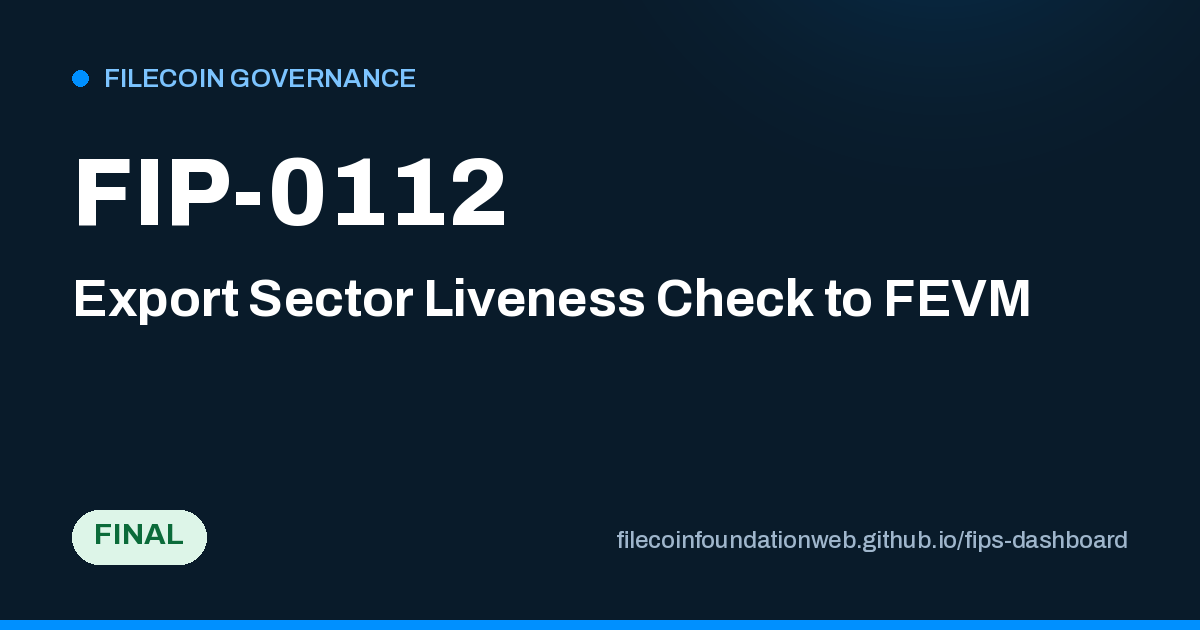 FILECOIN GOVERNANCE
FIP-0112
Export Sector Liveness Check to FEVM
FINAL
filecoinfoundationweb.github.io/fips-dashboard